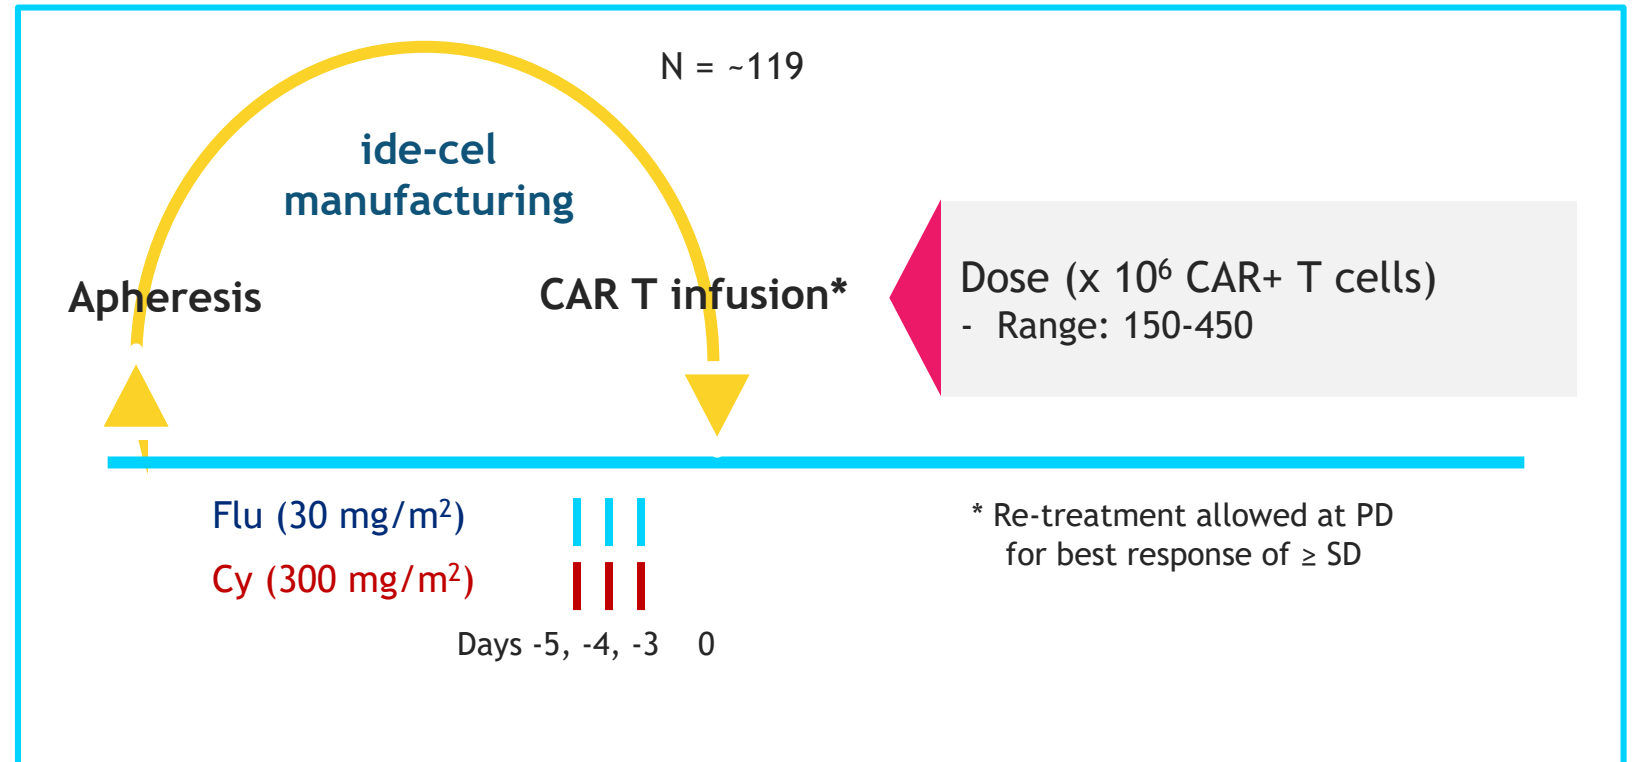 N = ~119
ide-cel
manufacturing
Apheresis
CAR T infusion*
Dose (x 10⁶ CAR+ T cells)
- Range: 150-450
Flu (30 mg/m²)
Cy (300 mg/m²)
Days -5, -4, -3 0
* Re-treatment allowed at PD
for best response of ≥ SD